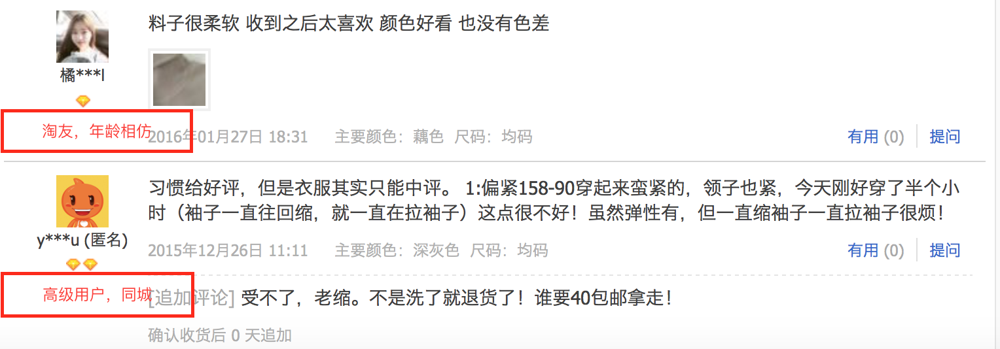 料子很柔软 收到之后太喜欢 颜色好看 也没有色差
橘***l
淘友，年龄相仿
2016年01月27日 18:31 主要颜色：藕色 尺码：均码 有用 (0) 提问
习惯给好评，但是衣服其实只能中评。 1:偏紧158-90穿起来蛮紧的，领子也紧，今天刚好穿了半个小
时（袖子一直往回缩，就一直在拉袖子）这点很不好！虽然弹性有，但一直缩袖子一直拉袖子很烦！
y***u (匿名)
2015年12月26日 11:11 主要颜色：深灰色 尺码：均码 有用 (0) 提问
高级用户，同城
[追加评论] 受不了，老缩。不是洗了就退货了！谁要40包邮拿走！
确认收货后 0 天追加